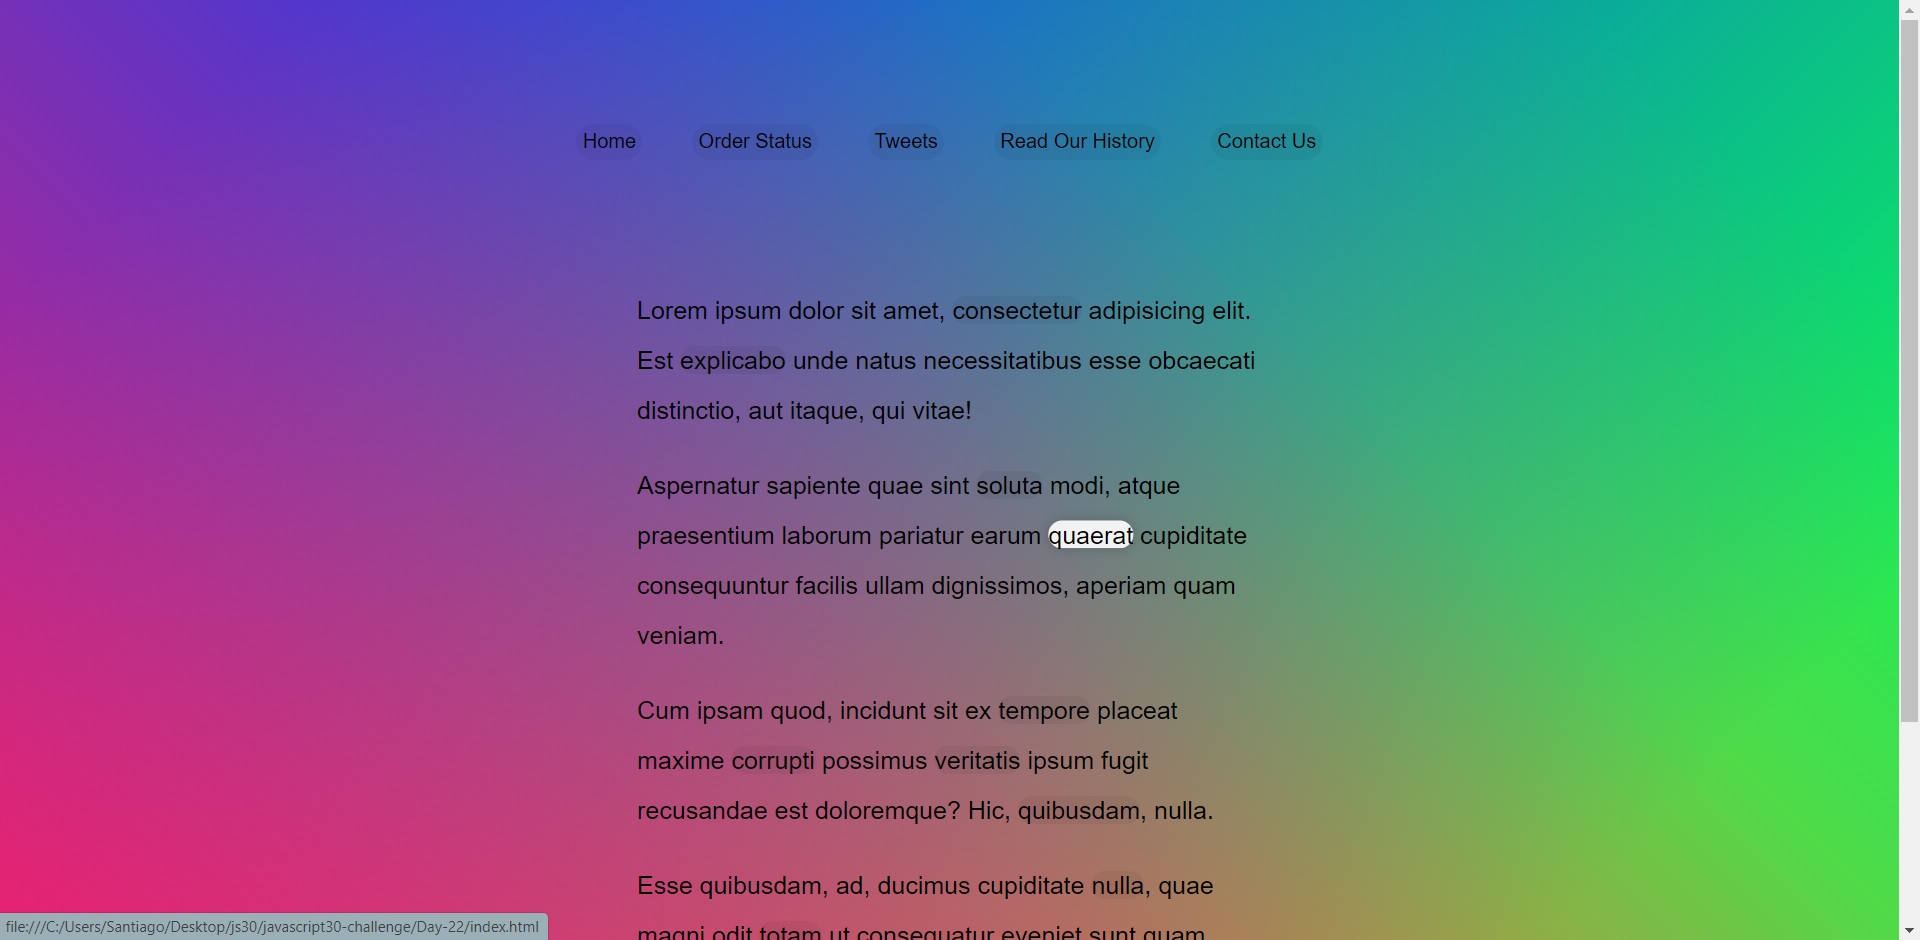 Home Order Status Tweets Read Our History Contact Us
Lorem ipsum dolor sit amet, consectetur adipisicing elit.
Est explicabo unde natus necessitatibus esse obcaecati
distinctio, aut itaque, qui vitae!
Aspernatur sapiente quae sint soluta modi, atque
praesentium laborum pariatur earum quaerat cupiditate
consequuntur facilis ullam dignissimos, aperiam quam
veniam.
Cum ipsam quod, incidunt sit ex tempore placeat
maxime corrupti possimus veritatis ipsum fugit
recusandae est doloremque? Hic, quibusdam, nulla.
Esse quibusdam, ad, ducimus cupiditate nulla, quae
magni odit totam ut consequatur eveniet sunt quam
file:///C:/Users/Santiago/Desktop/js30/javascript30-challenge/Day-22/index.html